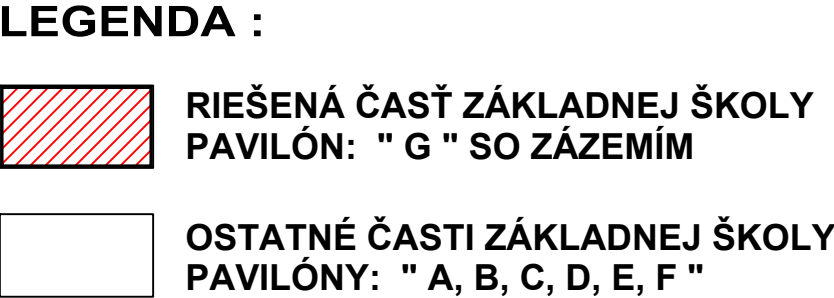 LEGENDA :
RIEŠENÁ ČASŤ ZÁKLADNEJ ŠKOLY
PAVILÓN: " G " SO ZÁZEMÍM
OSTATNÉ ČASTI ZÁKLADNEJ ŠKOLY
PAVILÓNY: " A, B, C, D, E, F "